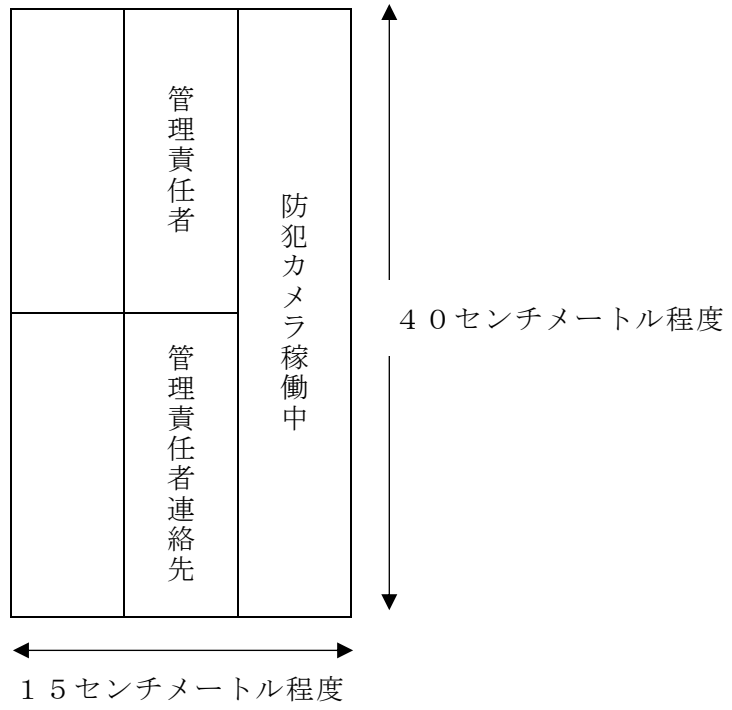 防犯カメラ稼働中
管理責任者
管理責任者連絡先
４０センチメートル程度
１５センチメートル程度